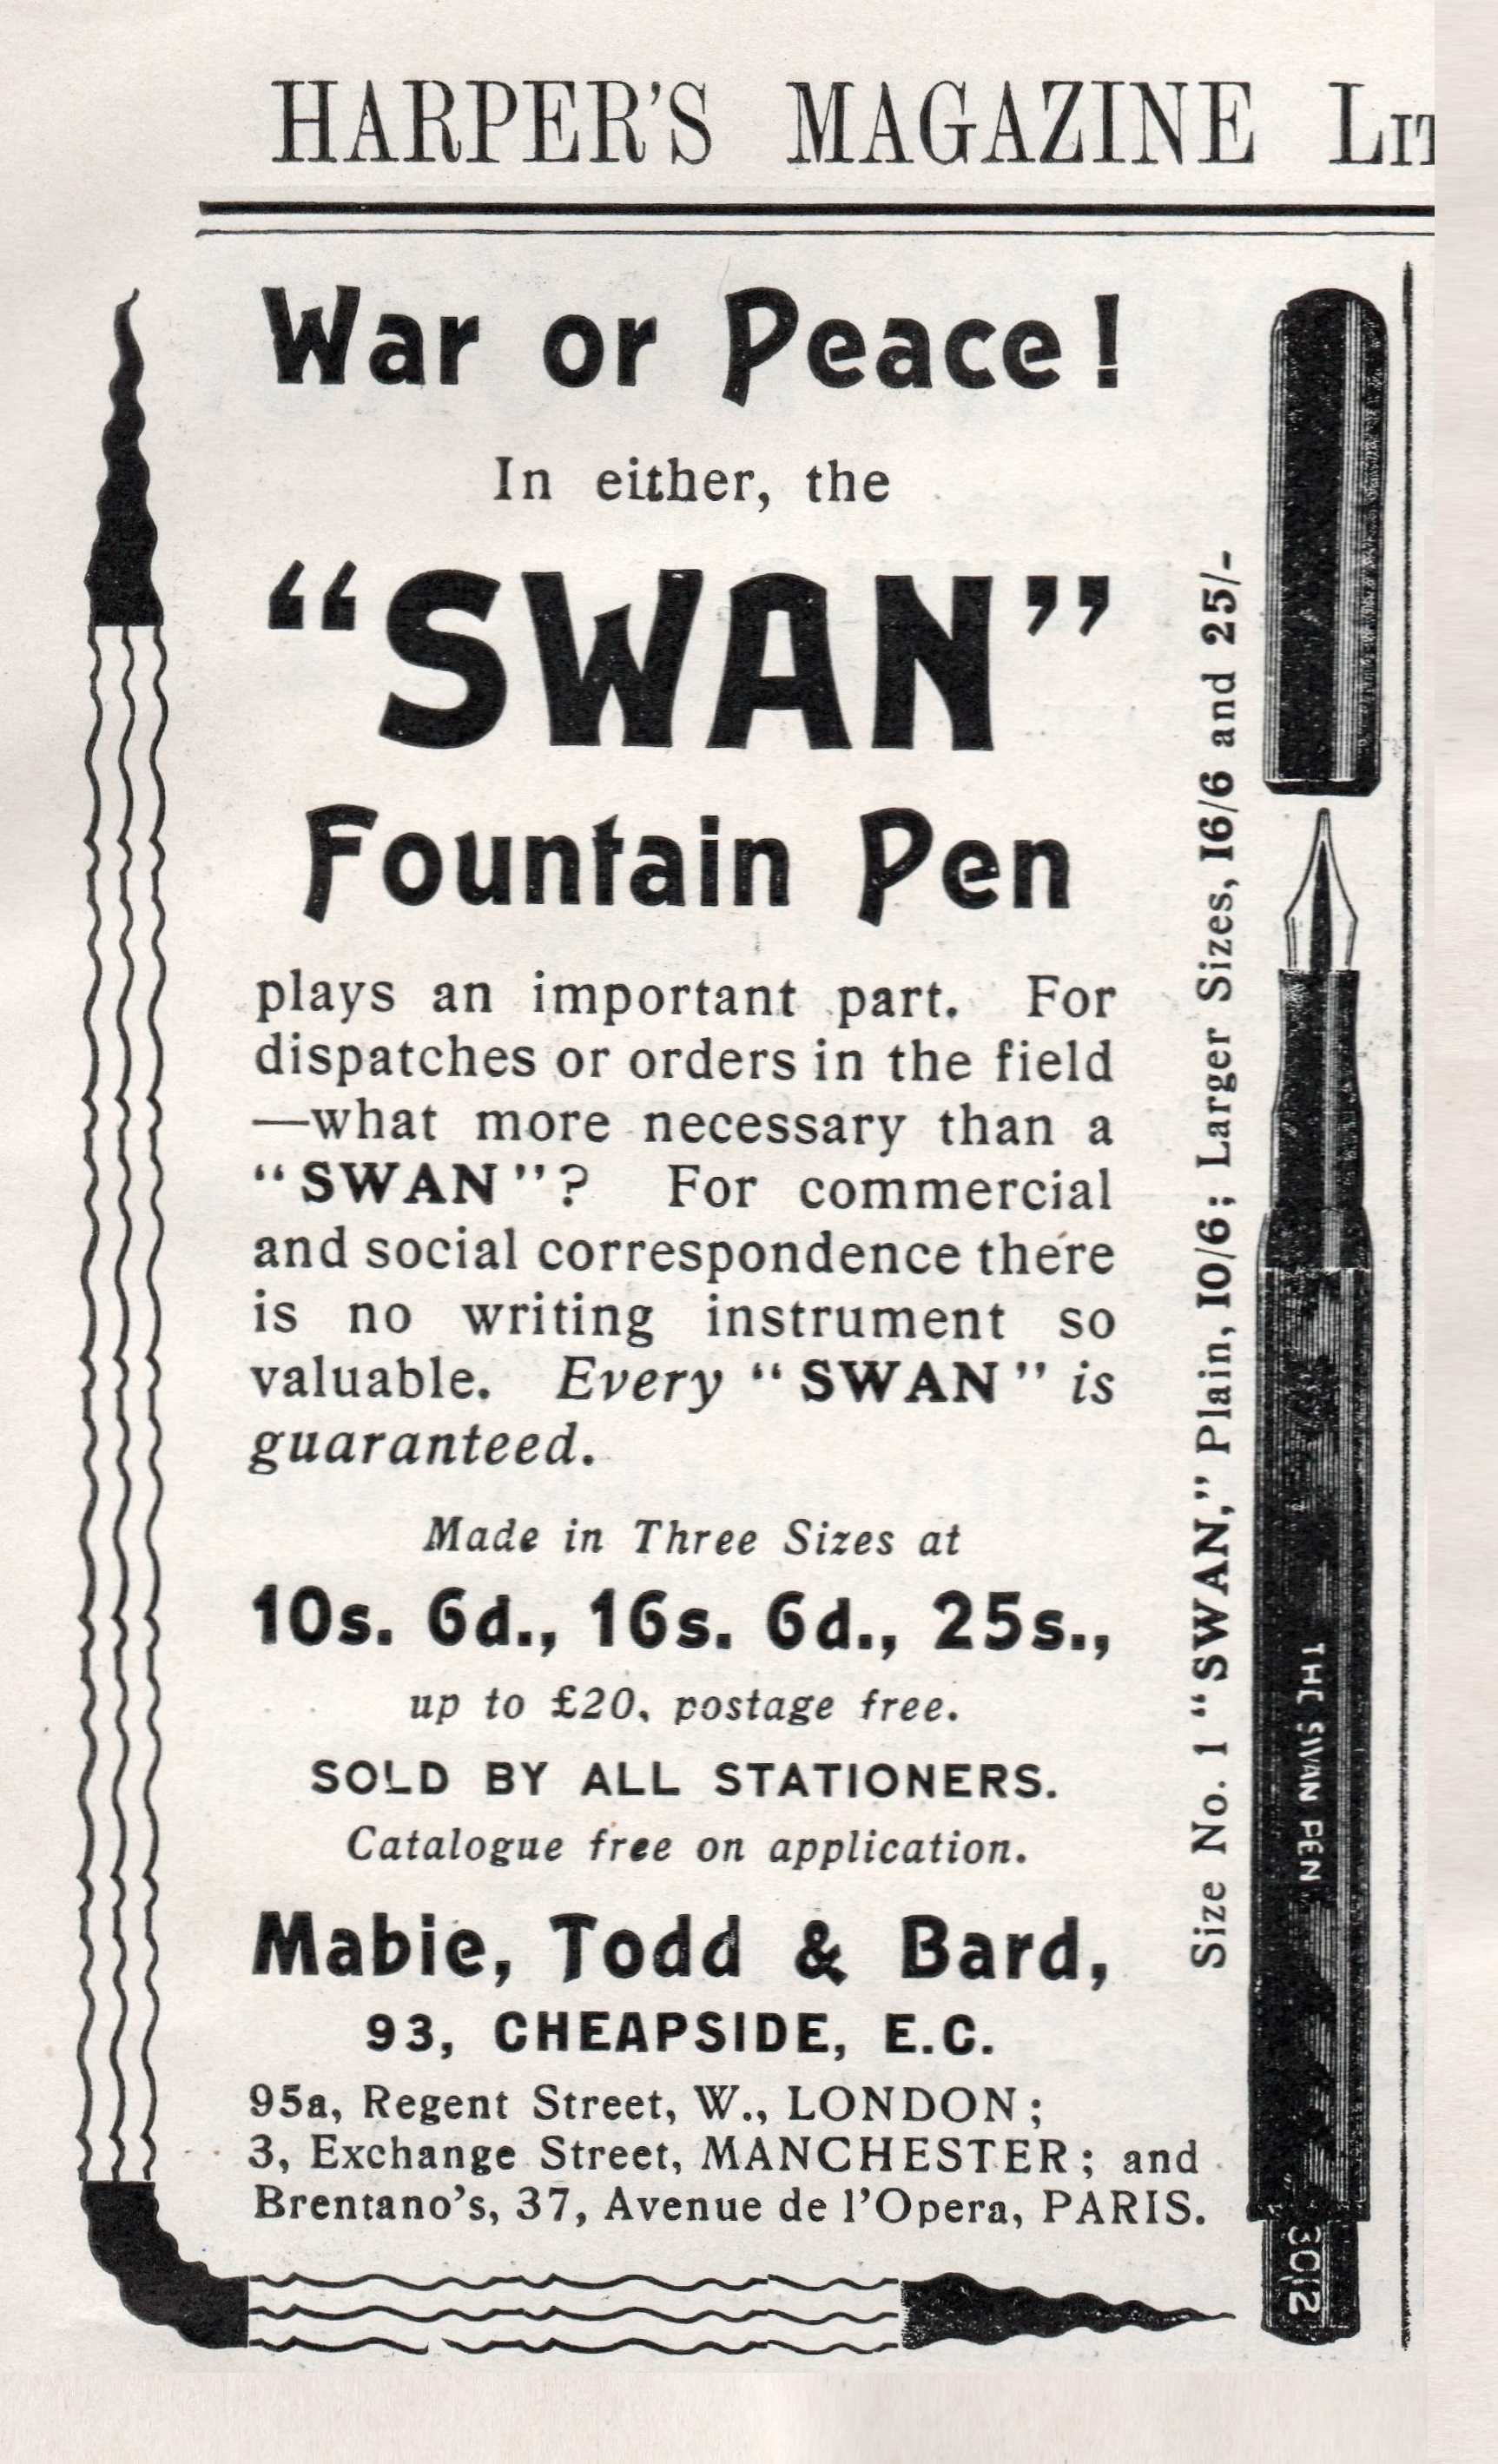 HARPER'S MAGAZINE LIT
War or Peace!
In either, the
“SWAN”
Fountain Pen
plays an important part. For
dispatches or orders in the field
—what more necessary than a
“SWAN”? For commercial
and social correspondence there
is no writing instrument so
valuable. Every “SWAN” is
guaranteed.
Made in Three Sizes at
10s. 6d., 16s. 6d., 25s.,
up to £20, postage free.
SOLD BY ALL STATIONERS.
Catalogue free on application.
Mabie, Todd & Bard,
93, CHEAPSIDE, E.C.
95a, Regent Street, W., LONDON;
3, Exchange Street, MANCHESTER; and
Brentano's, 37, Avenue de l'Opera, PARIS.
Size No. 1 “SWAN,” Plain, 10/6; Larger Sizes, 16/6 and 25/-
THE SWAN PEN
3012